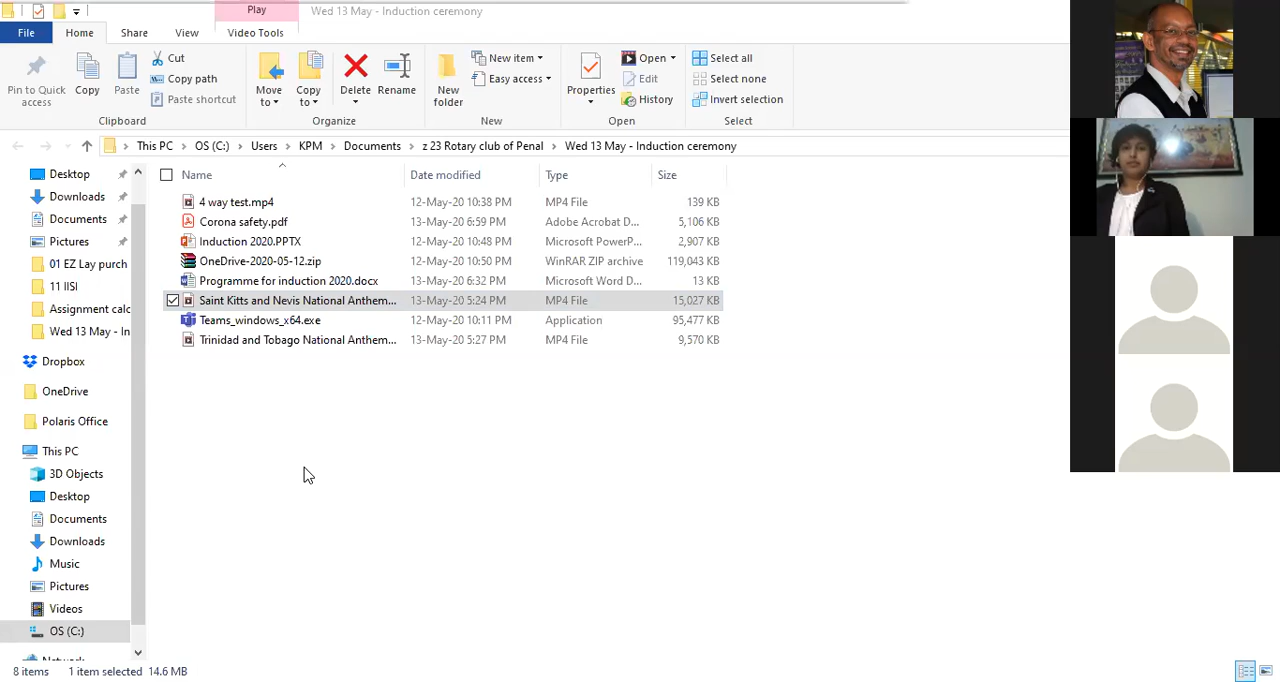 Play
Wed 13 May - Induction ceremony
File Home Share View Video Tools
Pin to Quick access
Copy
Paste
Cut
Copy path
Paste shortcut
Move to
Copy to
Delete
Rename
New folder
New item
Easy access
Properties
Open
Edit
History
Select all
Select none
Invert selection
Clipboard Organize New Open Select
This PC OS (C:) Users KPM Documents z 23 Rotary club of Penal Wed 13 May - Induction ceremony
Name Date modified Type Size
4 way test.mp4 12-May-20 10:38 PM MP4 File 139 KB
Corona safety.pdf 13-May-20 6:59 PM Adobe Acrobat D... 5,106 KB
Induction 2020.PPTX 12-May-20 10:48 PM Microsoft PowerP... 2,907 KB
OneDrive-2020-05-12.zip 12-May-20 10:50 PM WinRAR ZIP archive 119,043 KB
Programme for induction 2020.docx 13-May-20 6:32 PM Microsoft Word D... 13 KB
Saint Kitts and Nevis National Anthem... 13-May-20 5:24 PM MP4 File 15,027 KB
Teams_windows_x64.exe 12-May-20 10:11 PM Application 95,477 KB
Trinidad and Tobago National Anthem... 13-May-20 5:27 PM MP4 File 9,570 KB
Desktop
Downloads
Documents
Pictures
01 EZ Lay purch
11 IISI
Assignment calc
Wed 13 May - In
Dropbox
OneDrive
Polaris Office
This PC
3D Objects
Desktop
Documents
Downloads
Music
Pictures
Videos
OS (C:)
8 items 1 item selected 14.6 MB